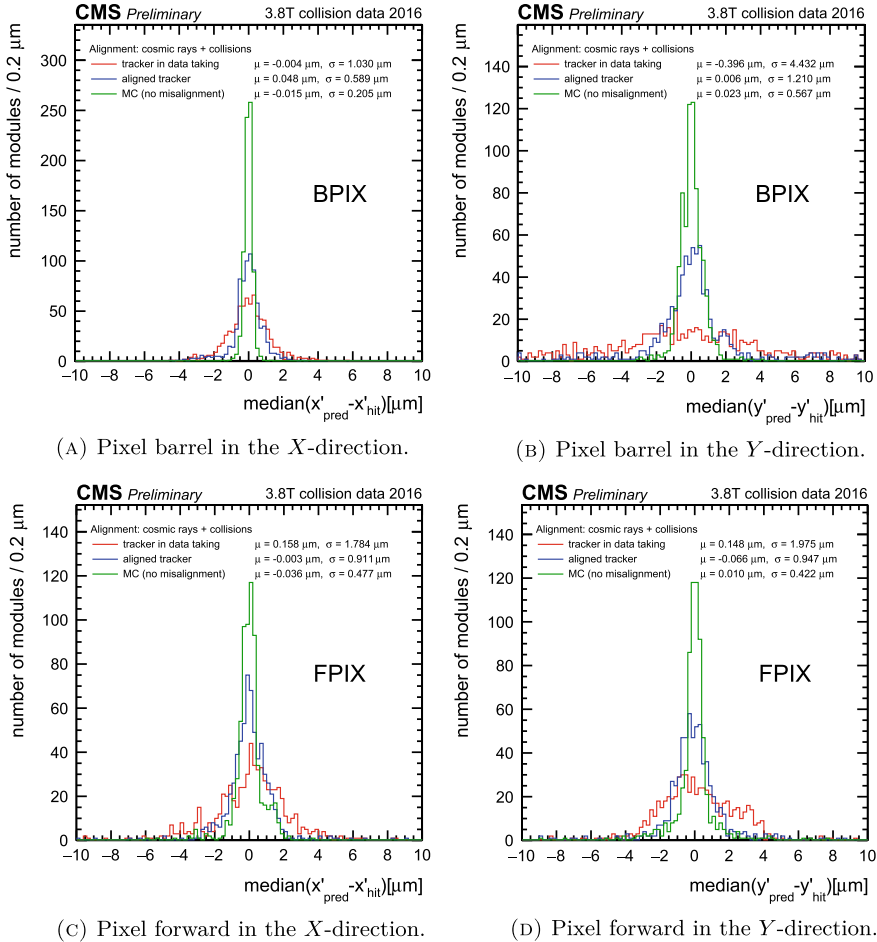 CMS Preliminary 3.8T collision data 2016
number of modules / 0.2 μm
Alignment: cosmic rays + collisions
tracker in data taking μ = -0.004 μm, σ = 1.030 μm
aligned tracker μ = 0.048 μm, σ = 0.589 μm
MC (no misalignment) μ = -0.015 μm, σ = 0.205 μm
BPIX
300
250
200
150
100
50
0
−10 −8 −6 −4 −2 0 2 4 6 8 10
median(x'pred-x'hit)[μm]
(A) Pixel barrel in the X-direction.
CMS Preliminary 3.8T collision data 2016
number of modules / 0.2 μm
Alignment: cosmic rays + collisions
tracker in data taking μ = -0.396 μm, σ = 4.432 μm
aligned tracker μ = 0.006 μm, σ = 1.210 μm
MC (no misalignment) μ = 0.023 μm, σ = 0.567 μm
BPIX
160
140
120
100
80
60
40
20
0
−10 −8 −6 −4 −2 0 2 4 6 8 10
median(y'pred-y'hit)[μm]
(B) Pixel barrel in the Y-direction.
CMS Preliminary 3.8T collision data 2016
number of modules / 0.2 μm
Alignment: cosmic rays + collisions
tracker in data taking μ = 0.158 μm, σ = 1.784 μm
aligned tracker μ = -0.003 μm, σ = 0.911 μm
MC (no misalignment) μ = -0.036 μm, σ = 0.477 μm
FPIX
140
120
100
80
60
40
20
0
−10 −8 −6 −4 −2 0 2 4 6 8 10
median(x'pred-x'hit)[μm]
(C) Pixel forward in the X-direction.
CMS Preliminary 3.8T collision data 2016
number of modules / 0.2 μm
Alignment: cosmic rays + collisions
tracker in data taking μ = 0.148 μm, σ = 1.975 μm
aligned tracker μ = -0.066 μm, σ = 0.947 μm
MC (no misalignment) μ = 0.010 μm, σ = 0.422 μm
FPIX
140
120
100
80
60
40
20
0
−10 −8 −6 −4 −2 0 2 4 6 8 10
median(y'pred-y'hit)[μm]
(D) Pixel forward in the Y-direction.